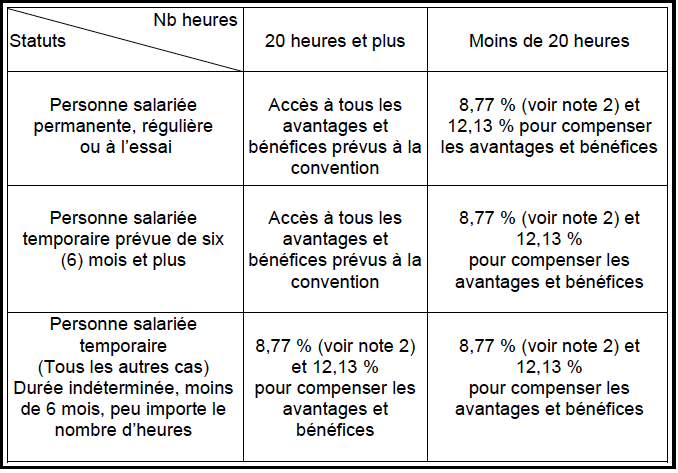 Nb heures
Statuts
20 heures et plus
Moins de 20 heures
Personne salariée
permanente, régulière
ou à l'essai
Accès à tous les
avantages et
bénéfices prévus à la
convention
8,77 % (voir note 2) et
12,13 % pour compenser
les avantages et bénéfices
Personne salariée
temporaire prévue de six
(6) mois et plus
Accès à tous les
avantages et
bénéfices prévus à la
convention
8,77 % (voir note 2) et
12,13 %
pour compenser les
avantages et bénéfices
Personne salariée
temporaire
(Tous les autres cas)
Durée indéterminée, moins
de 6 mois, peu importe le
nombre d'heures
8,77 % (voir note 2)
et 12,13 %
pour compenser les
avantages et
bénéfices
8,77 % (voir note 2) et
12,13 %
pour compenser les
avantages et bénéfices